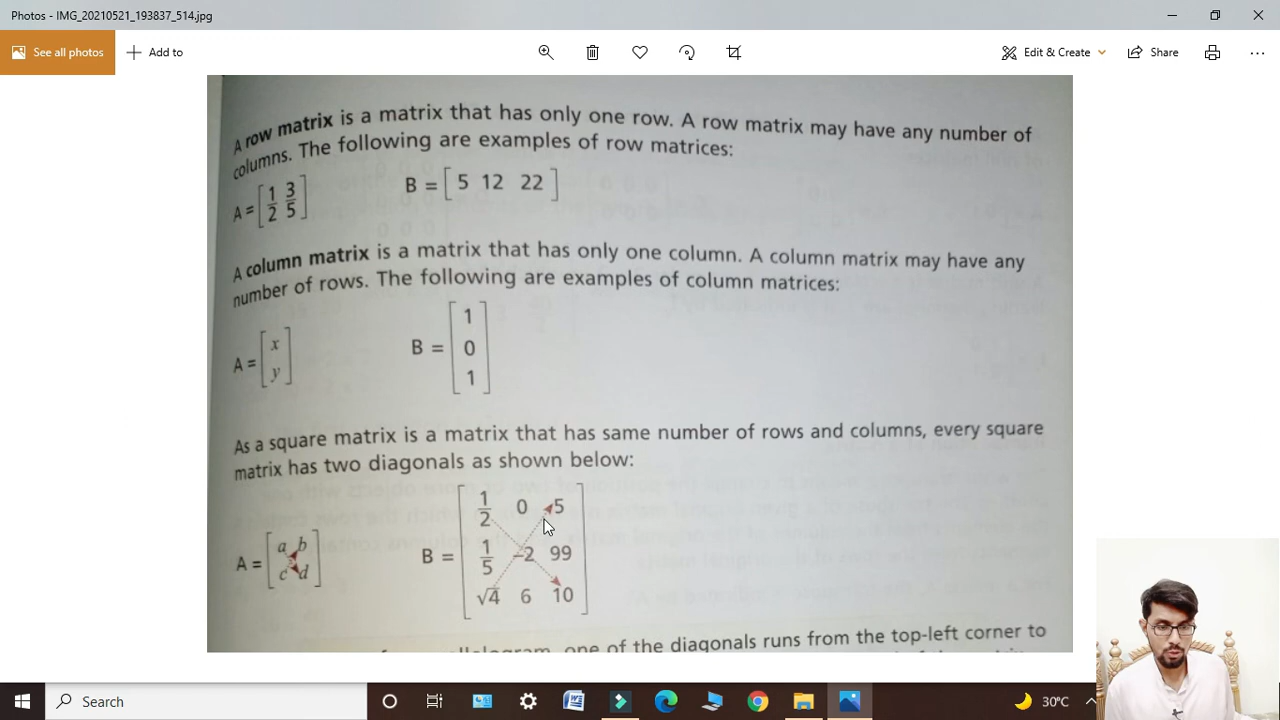 Photos - IMG_20210521_193837_514.jpg
See all photos
Add to
Edit & Create
Share
A row matrix is a matrix that has only one row. A row matrix may have any number of
columns. The following are examples of row matrices:
A = [1/2 3/5] B = [5 12 22]
A column matrix is a matrix that has only one column. A column matrix may have any
number of rows. The following are examples of column matrices:
A = [x
y] B = [1
0
1]
As a square matrix is a matrix that has same number of rows and columns, every square
matrix has two diagonals as shown below:
A = [a b
c d]
B = [1/2 0 5
1/5 -2 99
√4 6 10]
one of the diagonals runs from the top-left corner to
Search
30°C